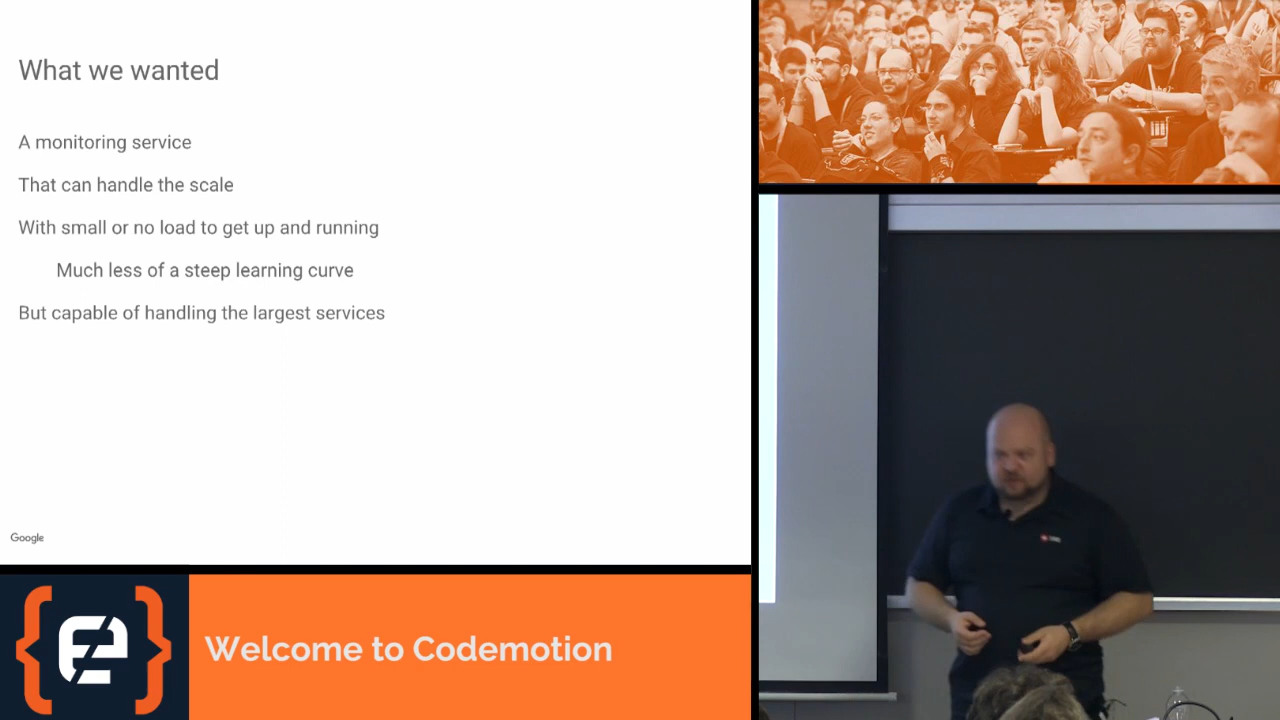 What we wanted
A monitoring service
That can handle the scale
With small or no load to get up and running
Much less of a steep learning curve
But capable of handling the largest services
Google
Welcome to Codemotion